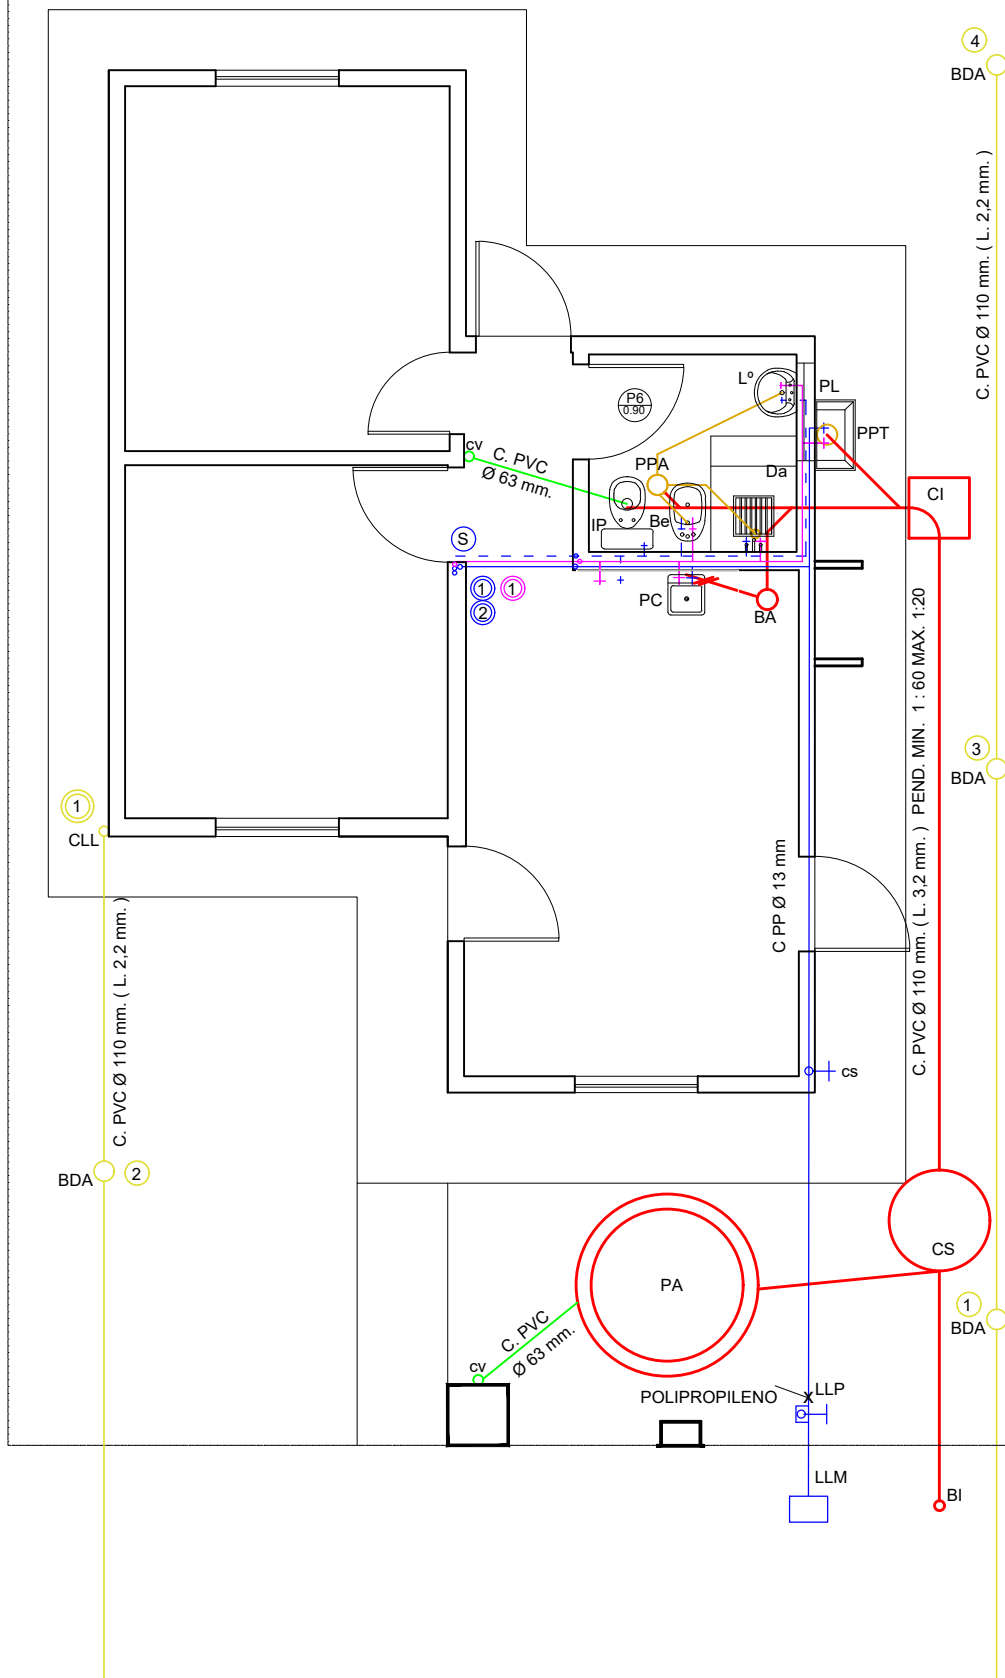 4
BDA
C. PVC Ø 110 mm. ( L. 2,2 mm. )
Lº
PL
P6
0.90
PPT
cv
C. PVC
Ø 63 mm.
PPA
Da
CI
IP
Be
S
1
1
2
PC
BA
C. PVC Ø 110 mm. ( L. 3,2 mm. ) PEND. MIN. 1 : 60 MAX. 1:20
3
BDA
1
CLL
C PP Ø 13 mm
C. PVC Ø 110 mm. ( L. 2,2 mm. )
cs
BDA
2
CS
PA
1
BDA
C. PVC
Ø 63 mm.
cv
POLIPROPILENO
X
LLP
LLM
BI